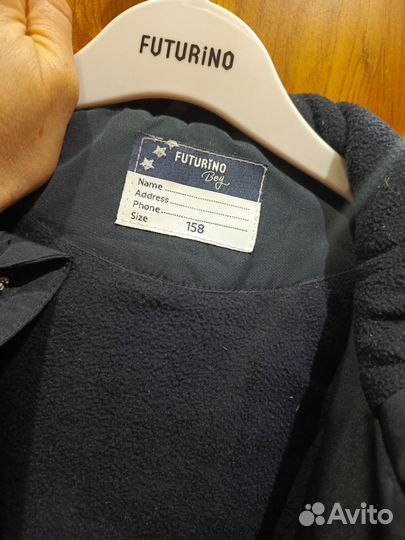 FUTURiNO
FUTURiNO
Boy
Name
Address
Phone
Size 158
Avito